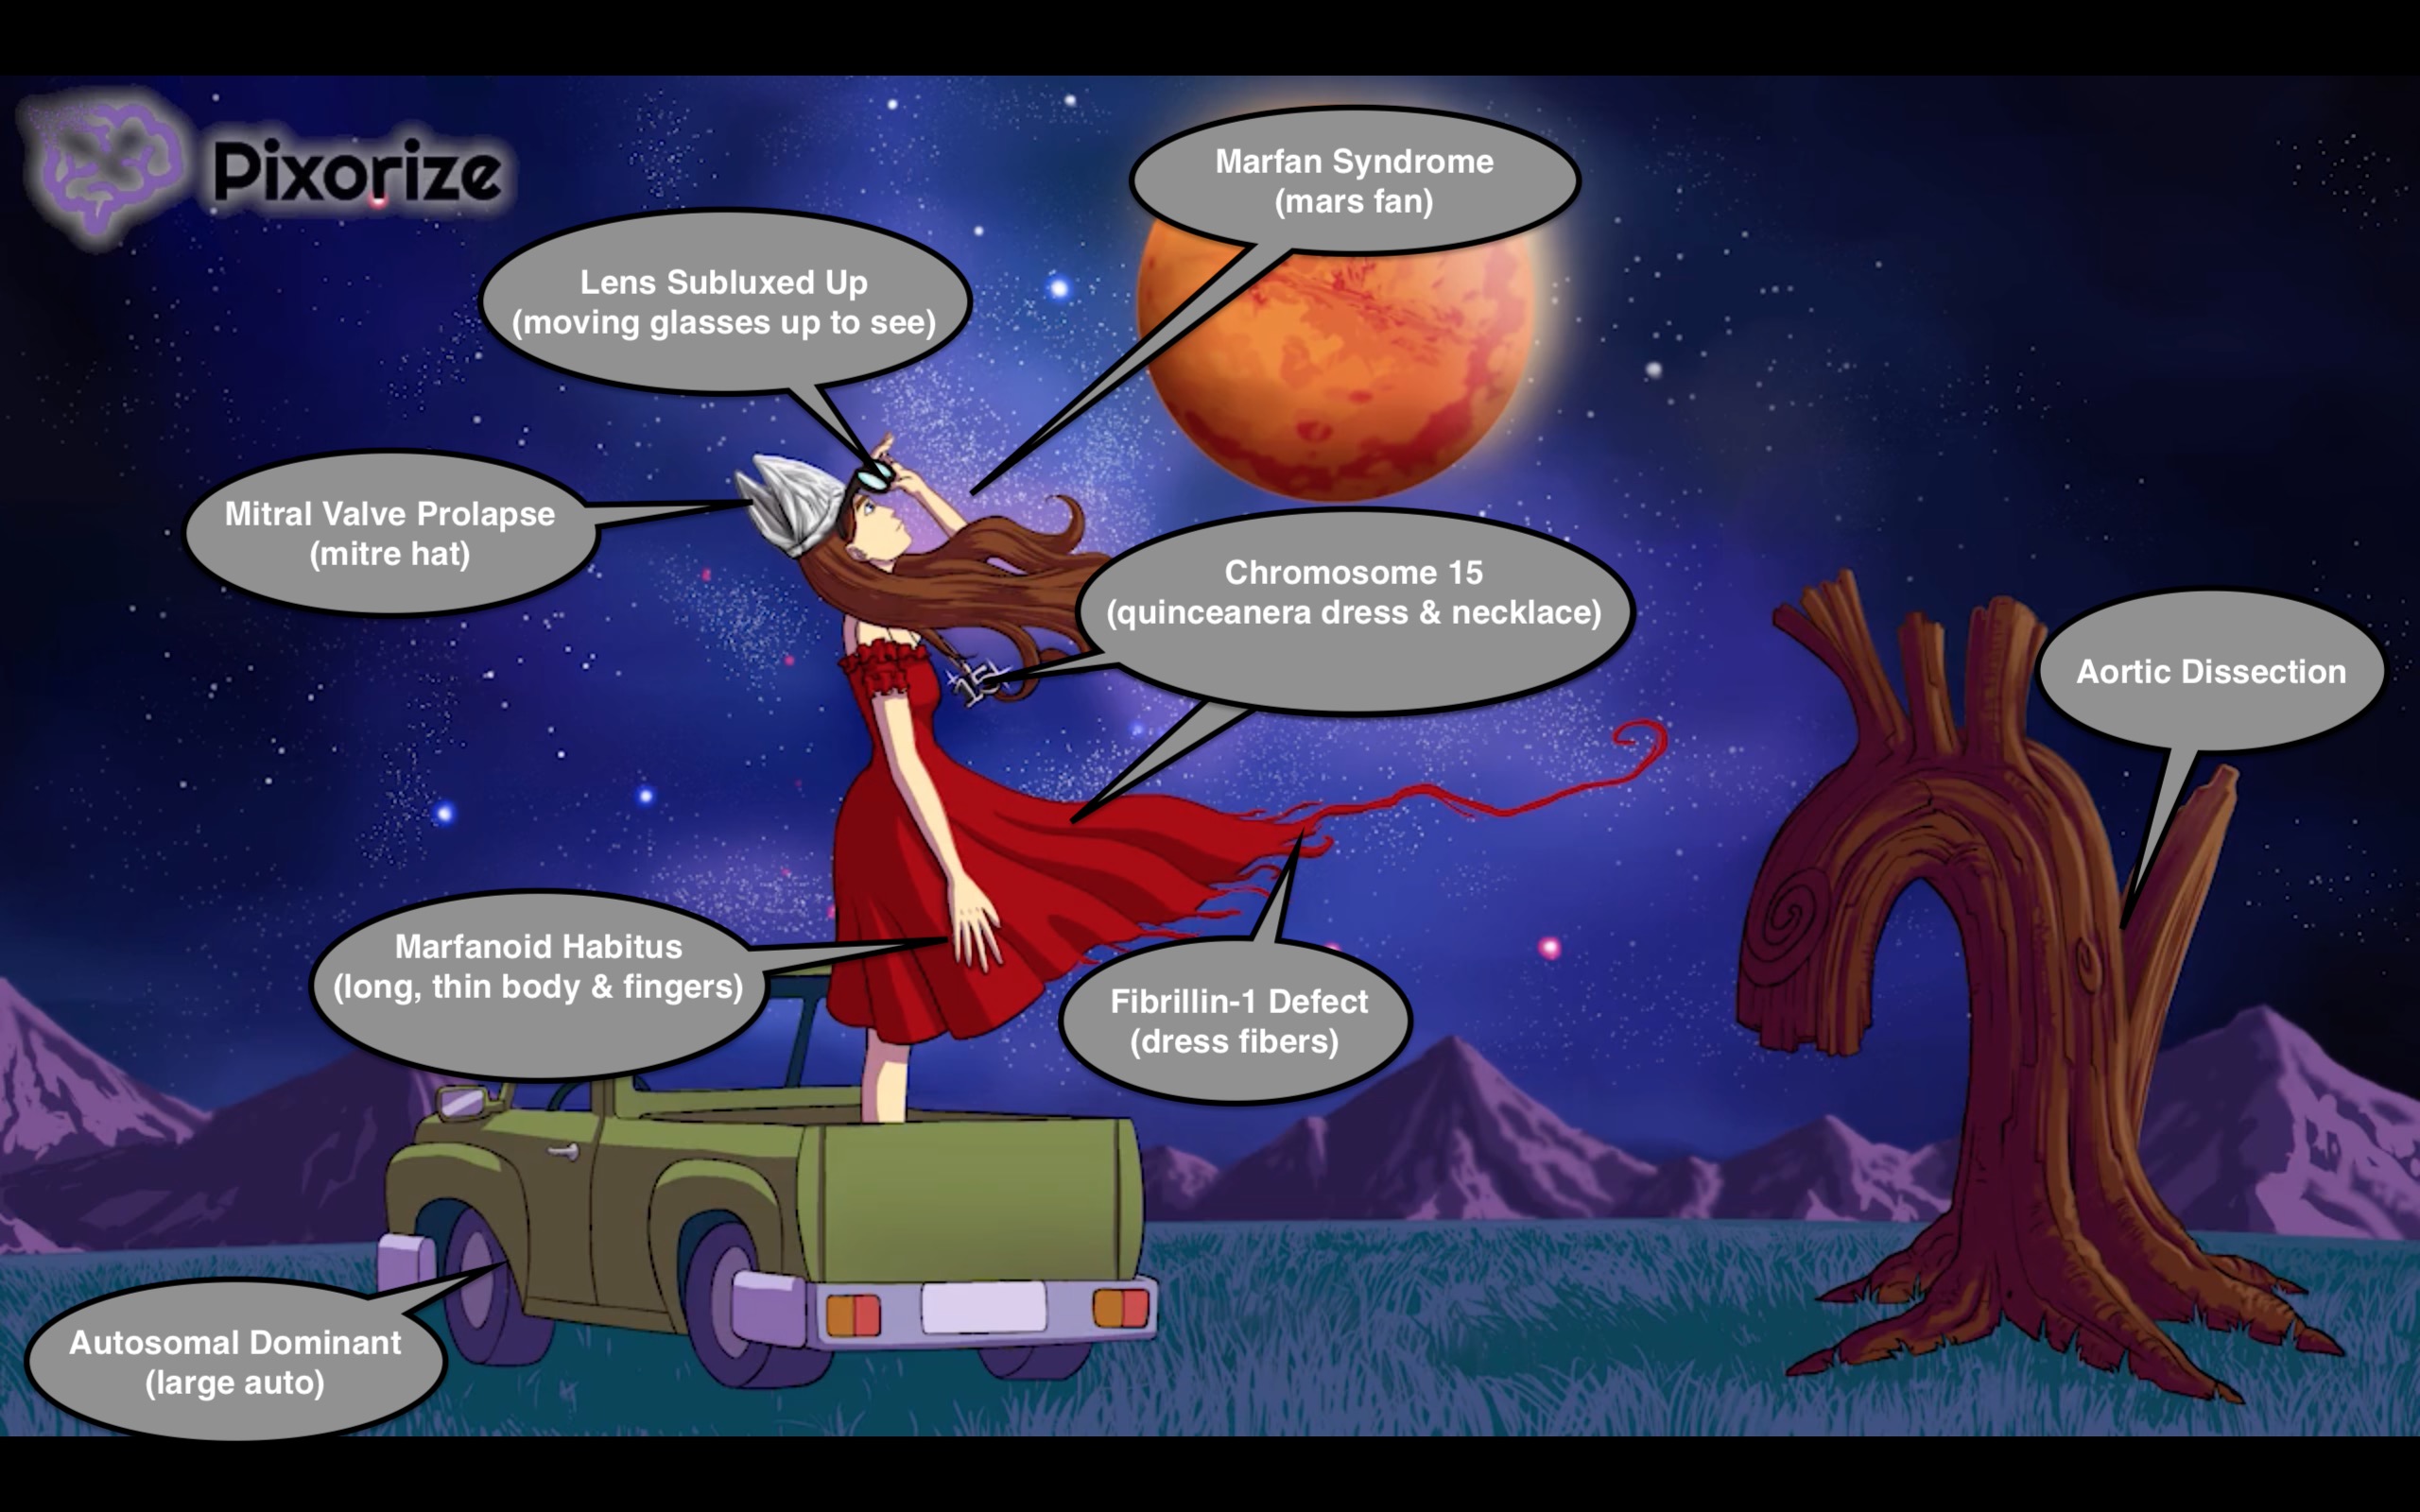 Pixorize
Marfan Syndrome
(mars fan)
Lens Subluxed Up
(moving glasses up to see)
Mitral Valve Prolapse
(mitre hat)
Chromosome 15
(quinceanera dress & necklace)
15
Aortic Dissection
Marfanoid Habitus
(long, thin body & fingers)
Fibrillin-1 Defect
(dress fibers)
Autosomal Dominant
(large auto)